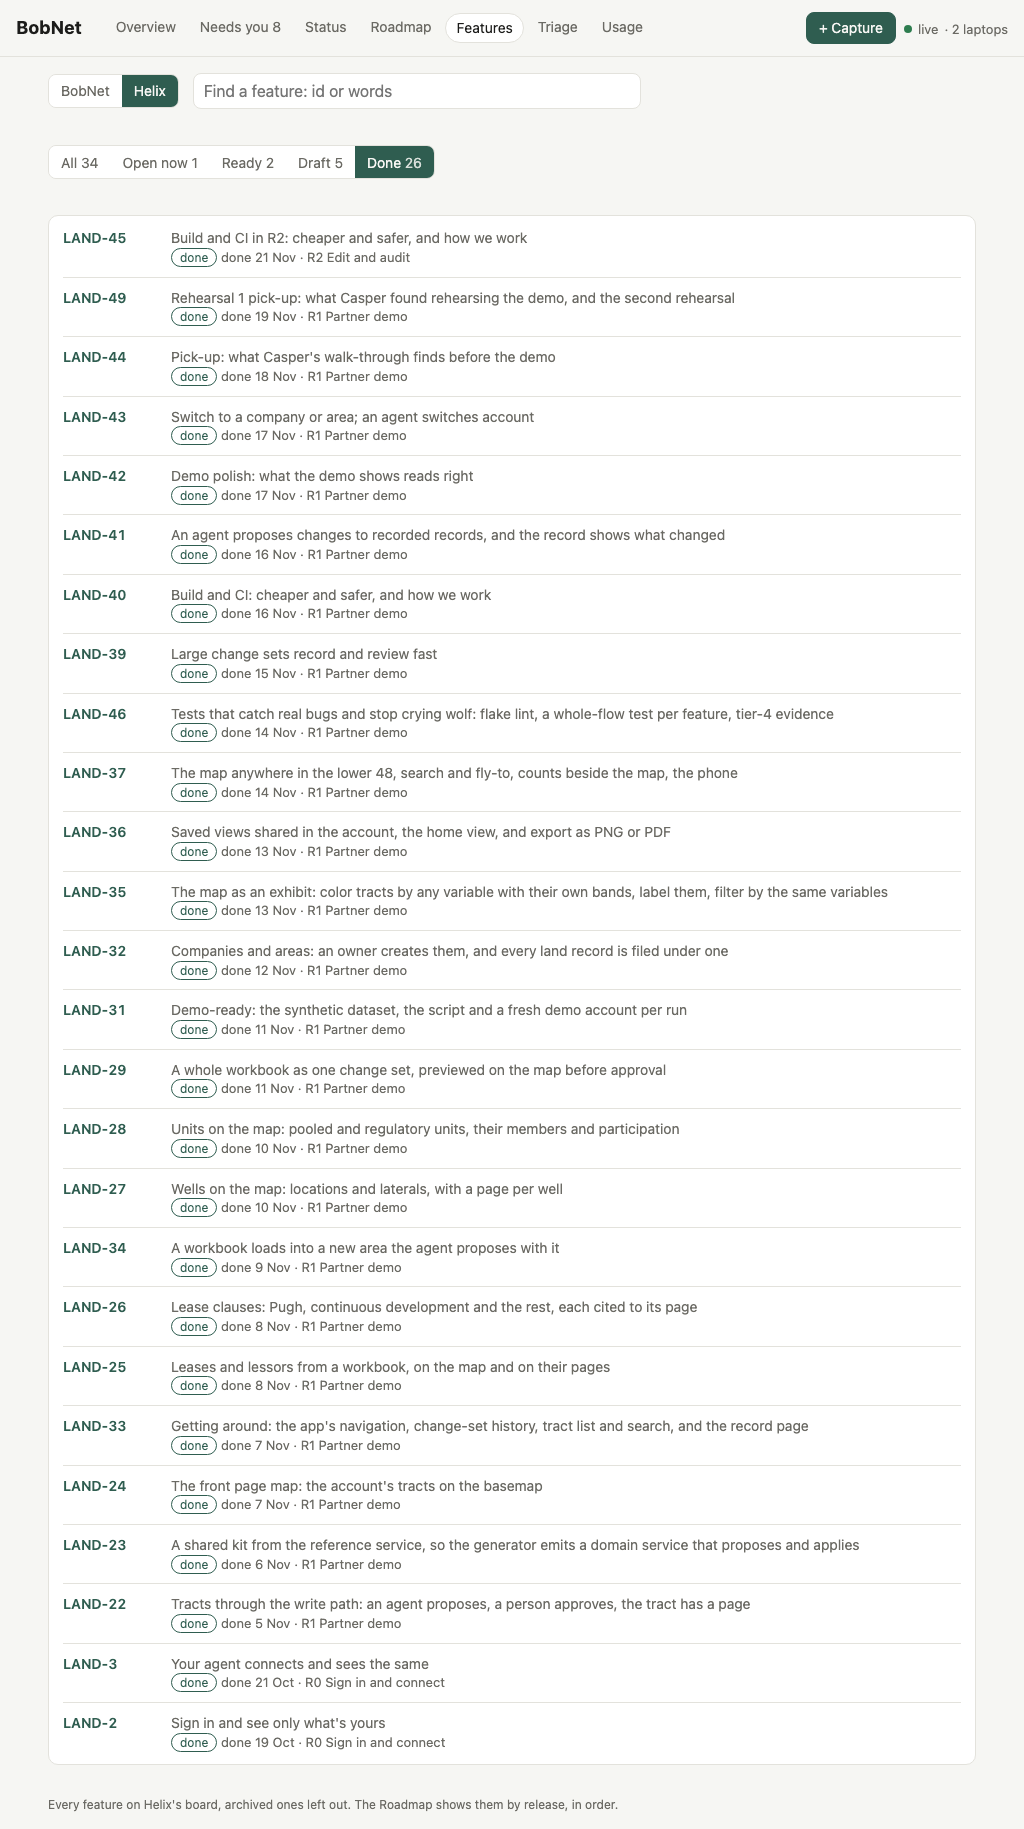 BobNet Overview Needs you 8 Status Roadmap Features Triage Usage + Capture live · 2 laptops
BobNet Helix Find a feature: id or words
All 34 Open now 1 Ready 2 Draft 5 Done 26
LAND-45 Build and CI in R2: cheaper and safer, and how we work
done done 21 Nov · R2 Edit and audit
LAND-49 Rehearsal 1 pick-up: what Casper found rehearsing the demo, and the second rehearsal
done done 19 Nov · R1 Partner demo
LAND-44 Pick-up: what Casper's walk-through finds before the demo
done done 18 Nov · R1 Partner demo
LAND-43 Switch to a company or area; an agent switches account
done done 17 Nov · R1 Partner demo
LAND-42 Demo polish: what the demo shows reads right
done done 17 Nov · R1 Partner demo
LAND-41 An agent proposes changes to recorded records, and the record shows what changed
done done 16 Nov · R1 Partner demo
LAND-40 Build and CI: cheaper and safer, and how we work
done done 16 Nov · R1 Partner demo
LAND-39 Large change sets record and review fast
done done 15 Nov · R1 Partner demo
LAND-46 Tests that catch real bugs and stop crying wolf: flake lint, a whole-flow test per feature, tier-4 evidence
done done 14 Nov · R1 Partner demo
LAND-37 The map anywhere in the lower 48, search and fly-to, counts beside the map, the phone
done done 14 Nov · R1 Partner demo
LAND-36 Saved views shared in the account, the home view, and export as PNG or PDF
done done 13 Nov · R1 Partner demo
LAND-35 The map as an exhibit: color tracts by any variable with their own bands, label them, filter by the same variables
done done 13 Nov · R1 Partner demo
LAND-32 Companies and areas: an owner creates them, and every land record is filed under one
done done 12 Nov · R1 Partner demo
LAND-31 Demo-ready: the synthetic dataset, the script and a fresh demo account per run
done done 11 Nov · R1 Partner demo
LAND-29 A whole workbook as one change set, previewed on the map before approval
done done 11 Nov · R1 Partner demo
LAND-28 Units on the map: pooled and regulatory units, their members and participation
done done 10 Nov · R1 Partner demo
LAND-27 Wells on the map: locations and laterals, with a page per well
done done 10 Nov · R1 Partner demo
LAND-34 A workbook loads into a new area the agent proposes with it
done done 9 Nov · R1 Partner demo
LAND-26 Lease clauses: Pugh, continuous development and the rest, each cited to its page
done done 8 Nov · R1 Partner demo
LAND-25 Leases and lessors from a workbook, on the map and on their pages
done done 8 Nov · R1 Partner demo
LAND-33 Getting around: the app's navigation, change-set history, tract list and search, and the record page
done done 7 Nov · R1 Partner demo
LAND-24 The front page map: the account's tracts on the basemap
done done 7 Nov · R1 Partner demo
LAND-23 A shared kit from the reference service, so the generator emits a domain service that proposes and applies
done done 6 Nov · R1 Partner demo
LAND-22 Tracts through the write path: an agent proposes, a person approves, the tract has a page
done done 5 Nov · R1 Partner demo
LAND-3 Your agent connects and sees the same
done done 21 Oct · R0 Sign in and connect
LAND-2 Sign in and see only what's yours
done done 19 Oct · R0 Sign in and connect
Every feature on Helix's board, archived ones left out. The Roadmap shows them by release, in order.